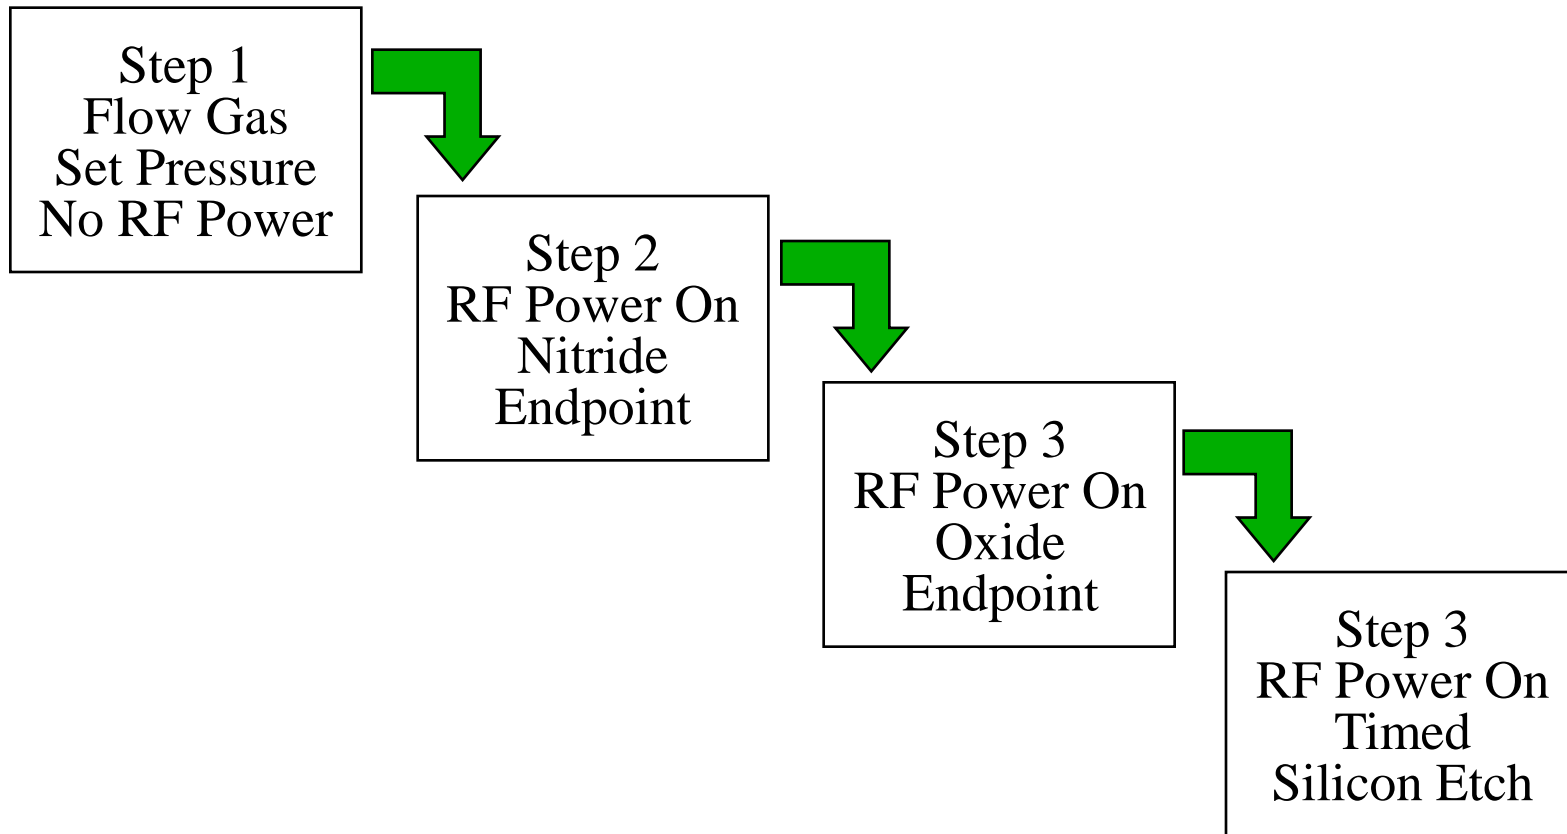 Step 1
Flow Gas
Set Pressure
No RF Power
Step 2
RF Power On
Nitride
Endpoint
Step 3
RF Power On
Oxide
Endpoint
Step 3
RF Power On
Timed
Silicon Etch